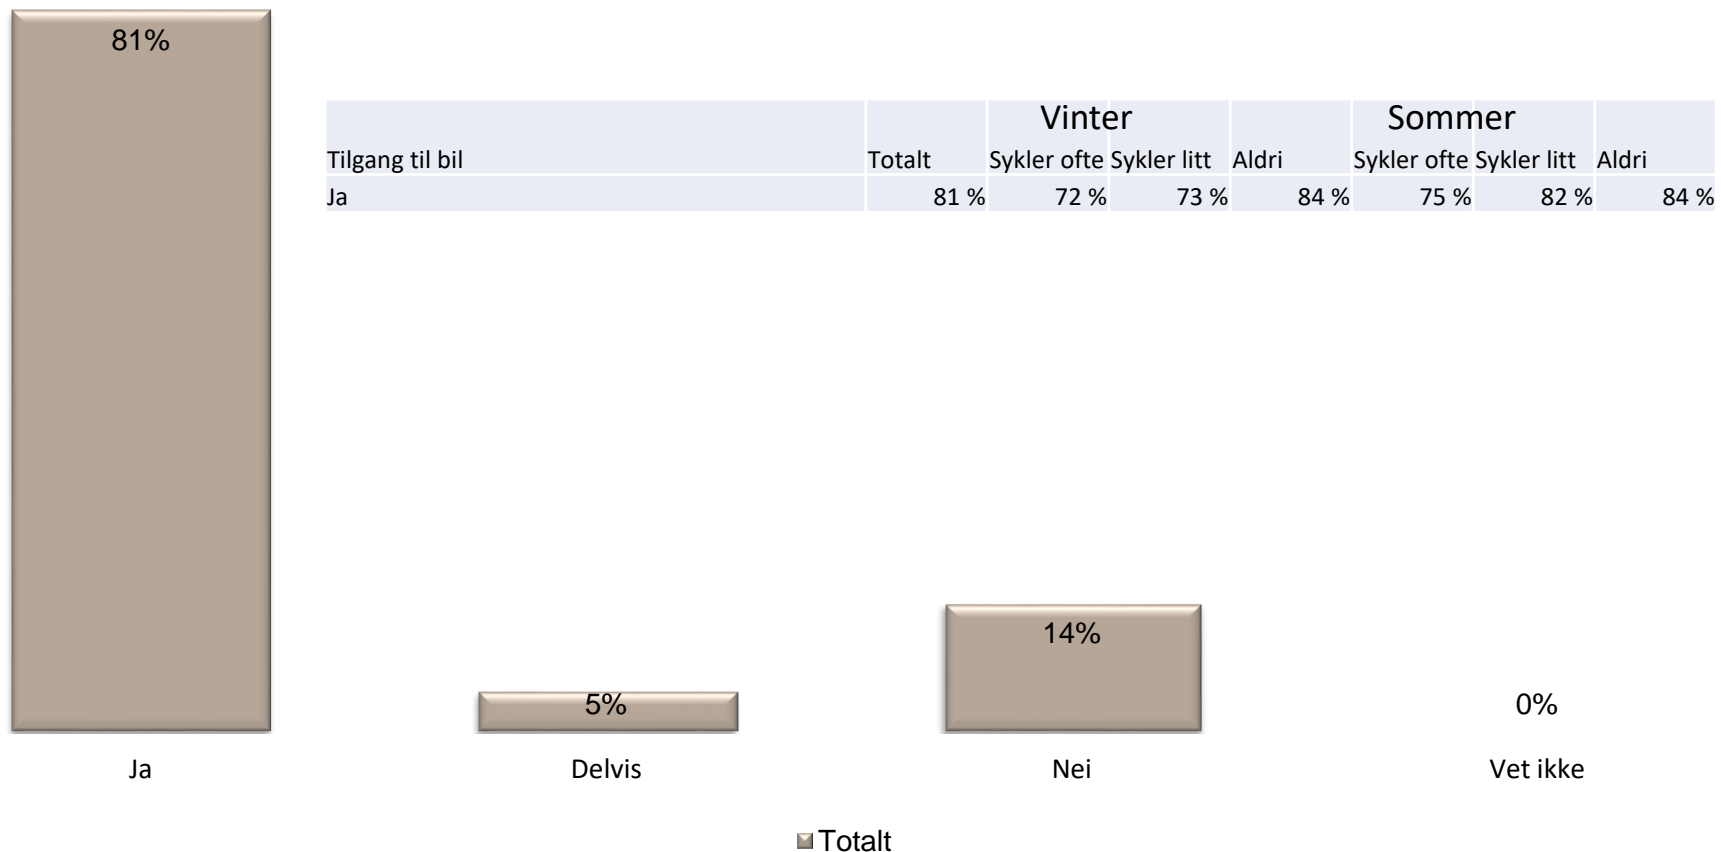 81%
Vinter Sommer
Tilgang til bil Totalt Sykler ofte Sykler litt Aldri Sykler ofte Sykler litt Aldri
Ja 81 % 72 % 73 % 84 % 75 % 82 % 84 %
14%
5% 0%
Ja Delvis Nei Vet ikke
Totalt